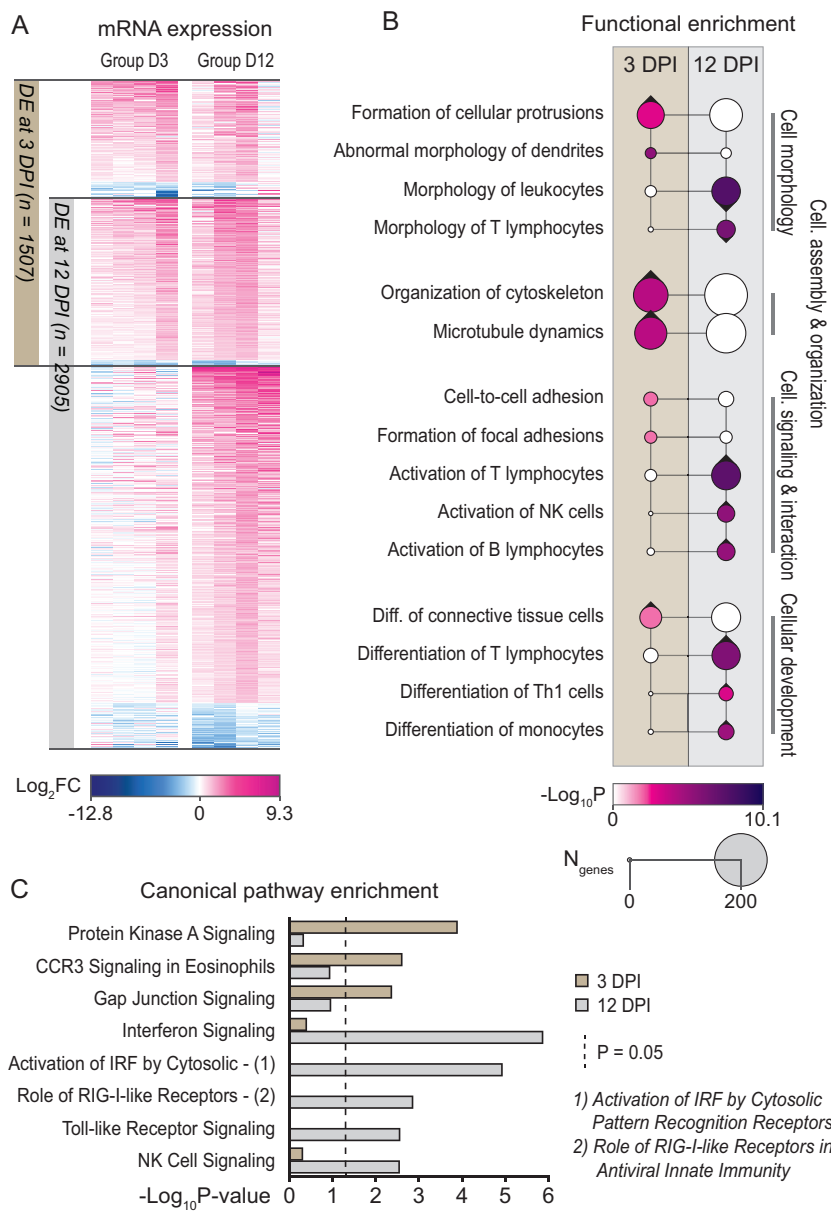 A
mRNA expression
Group D3 Group D12
DE at 3 DPI (n = 1507)
DE at 12 DPI (n = 2905)
Log2FC
-12.8 0 9.3
B
Functional enrichment
3 DPI 12 DPI
Formation of cellular protrusions
Abnormal morphology of dendrites
Morphology of leukocytes
Morphology of T lymphocytes
Organization of cytoskeleton
Microtubule dynamics
Cell-to-cell adhesion
Formation of focal adhesions
Activation of T lymphocytes
Activation of NK cells
Activation of B lymphocytes
Diff. of connective tissue cells
Differentiation of T lymphocytes
Differentiation of Th1 cells
Differentiation of monocytes
Cell morphology
Cell. assembly & organization
Cell. signaling & interaction
Cellular development
-Log10P
0 10.1
Ngenes
0 200
C
Canonical pathway enrichment
Protein Kinase A Signaling
CCR3 Signaling in Eosinophils
Gap Junction Signaling
Interferon Signaling
Activation of IRF by Cytosolic - (1)
Role of RIG-I-like Receptors - (2)
Toll-like Receptor Signaling
NK Cell Signaling
-Log10P-value
0 1 2 3 4 5 6
3 DPI
12 DPI
P = 0.05
1) Activation of IRF by Cytosolic
Pattern Recognition Receptors
2) Role of RIG-I-like Receptors in
Antiviral Innate Immunity